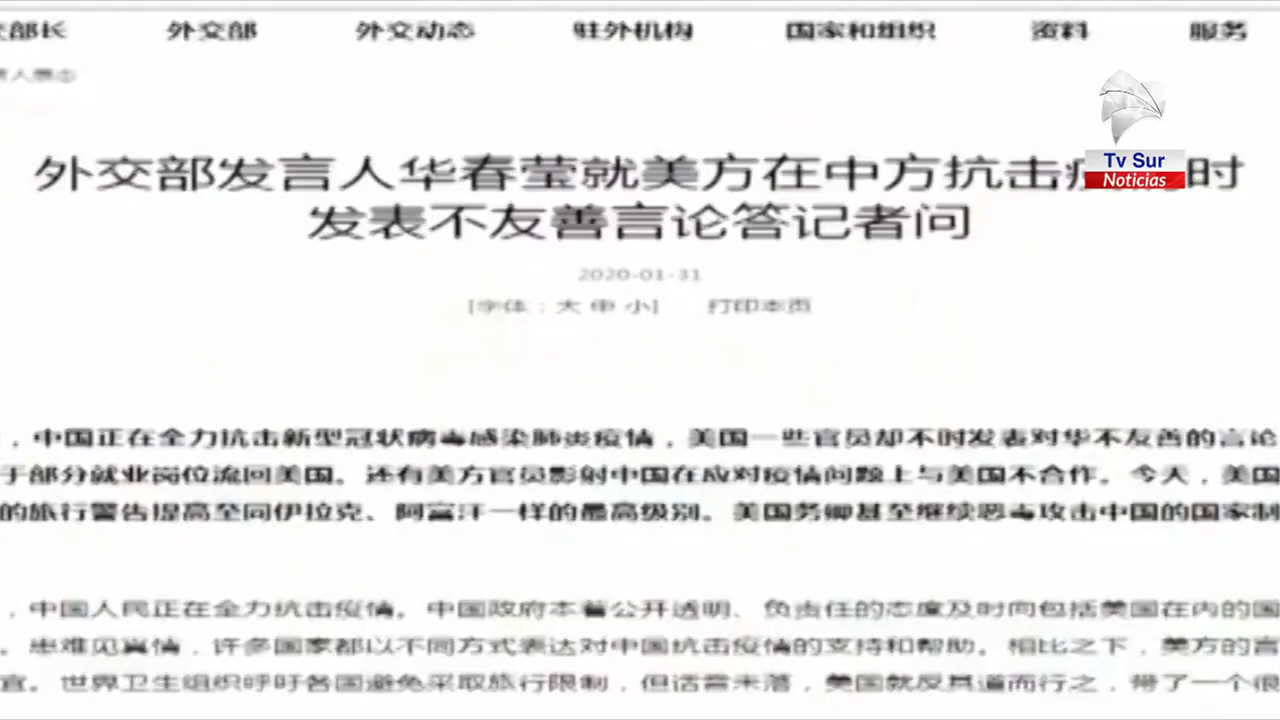 部长 外交部 外交动态 驻外机构 国家和组织 资料 服务
Tv Sur
Noticias
外交部发言人华春莹就美方在中方抗击 时
发表不友善言论答记者问
2020-01-31
[字体：大 中 小] 打印本页
，中国正在全力抗击新型冠状病毒感染肺炎疫情，美国一些官员却不时发表对华不友善的言论
于部分就业岗位流回美国。还有美方官员影射中国在应对疫情问题上与美国不合作。今天，美国
的旅行警告提高至同伊拉克、阿富汗一样的最高级别。美国务卿甚至继续恶毒攻击中国的国家制
，中国人民正在全力抗击疫情。中国政府本着公开透明、负责任的态度及时向包括美国在内的国
。患难见真情，许多国家都以不同方式表达对中国抗击疫情的支持和帮助。相比之下，美方的言
宜。世界卫生组织呼吁各国避免采取旅行限制，但话音未落，美国就反其道而行之，带了一个很